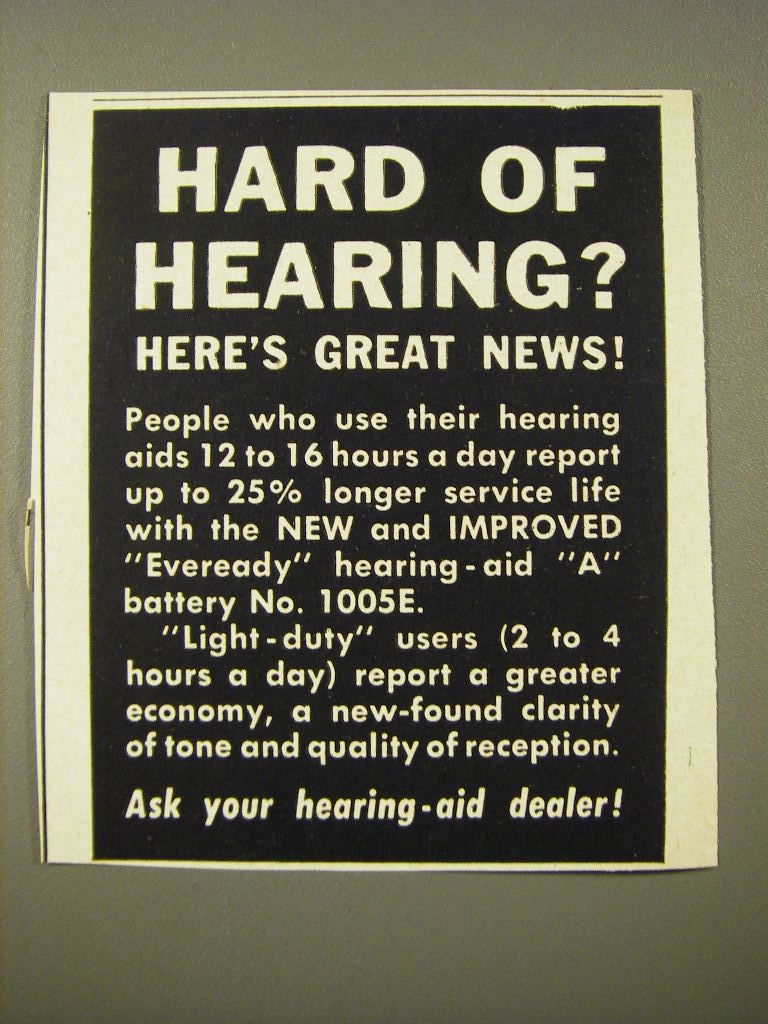 HARD OF
HEARING?
HERE'S GREAT NEWS!
People who use their hearing
aids 12 to 16 hours a day report
up to 25% longer service life
with the NEW and IMPROVED
"Eveready" hearing-aid "A"
battery No. 1005E.
"Light-duty" users (2 to 4
hours a day) report a greater
economy, a new-found clarity
of tone and quality of reception.
Ask your hearing-aid dealer!